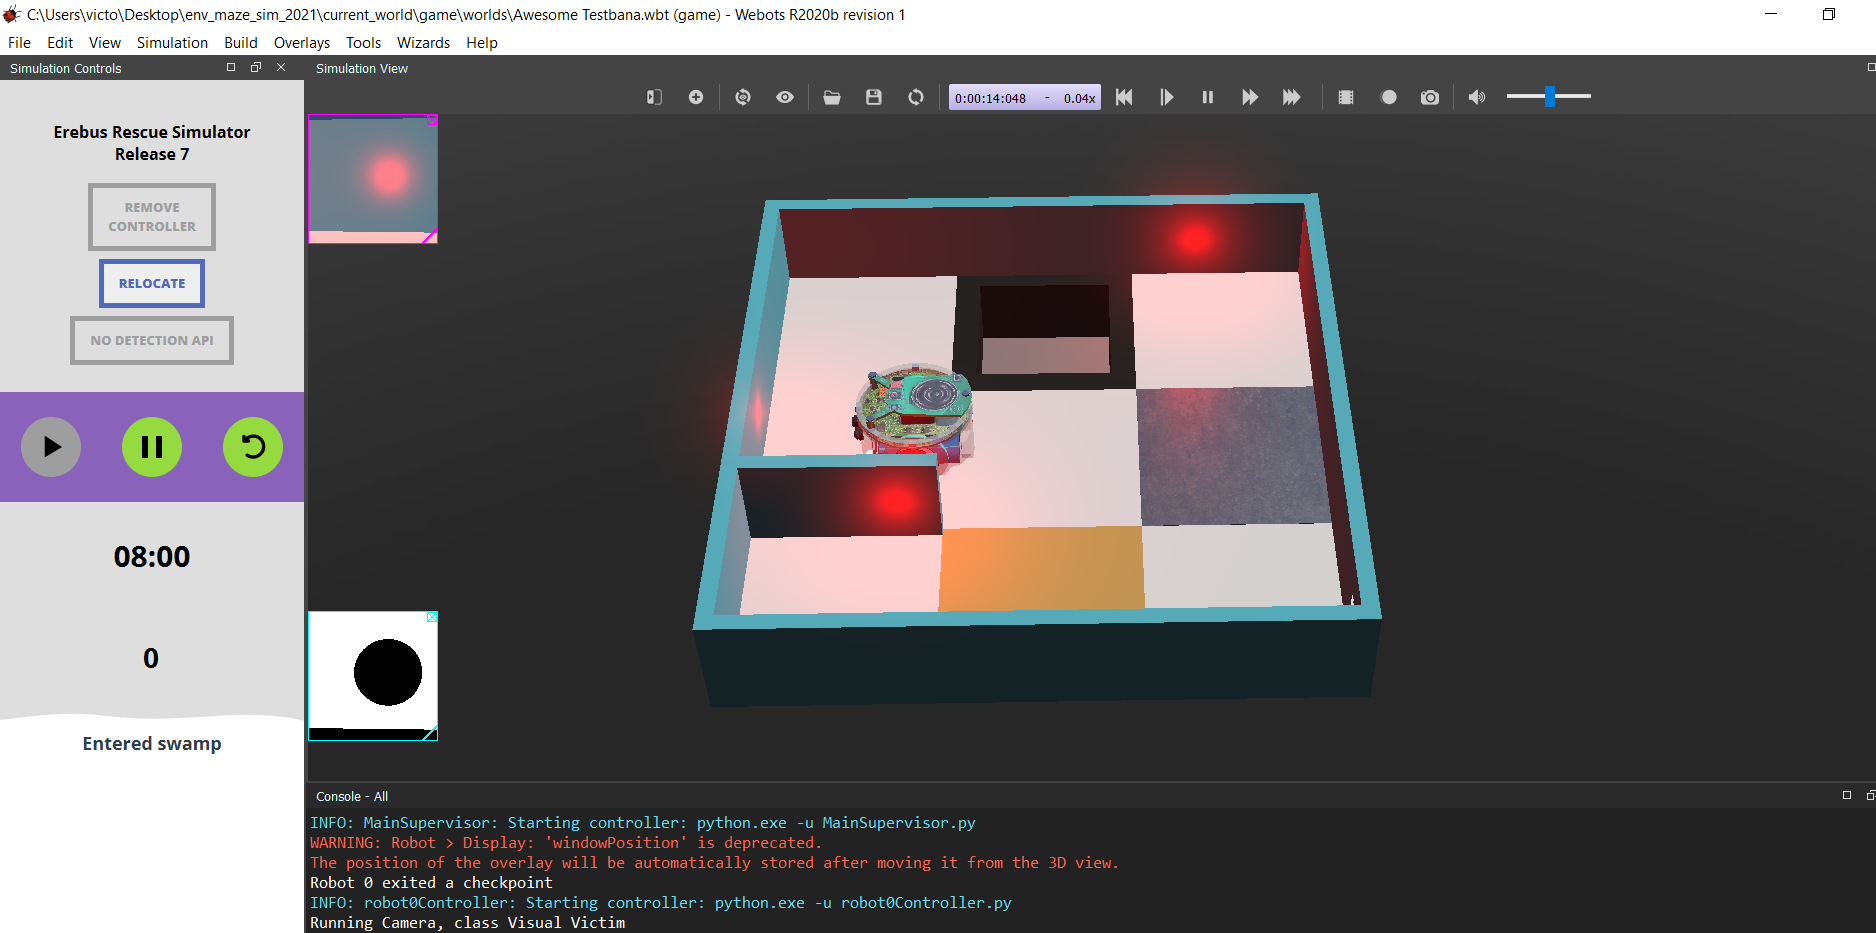 C:\Users\victo\Desktop\env_maze_sim_2021\current_world\game\worlds\Awesome Testbana.wbt (game) - Webots R2020b revision 1
File Edit View Simulation Build Overlays Tools Wizards Help
Simulation Controls
Simulation View
0:00:14:048 - 0.04x
Erebus Rescue Simulator
Release 7
REMOVE
CONTROLLER
RELOCATE
NO DETECTION API
08:00
0
Entered swamp
Console - All
INFO: MainSupervisor: Starting controller: python.exe -u MainSupervisor.py
WARNING: Robot > Display: 'windowPosition' is deprecated.
The position of the overlay will be automatically stored after moving it from the 3D view.
Robot 0 exited a checkpoint
INFO: robot0Controller: Starting controller: python.exe -u robot0Controller.py
Running Camera, class Visual Victim